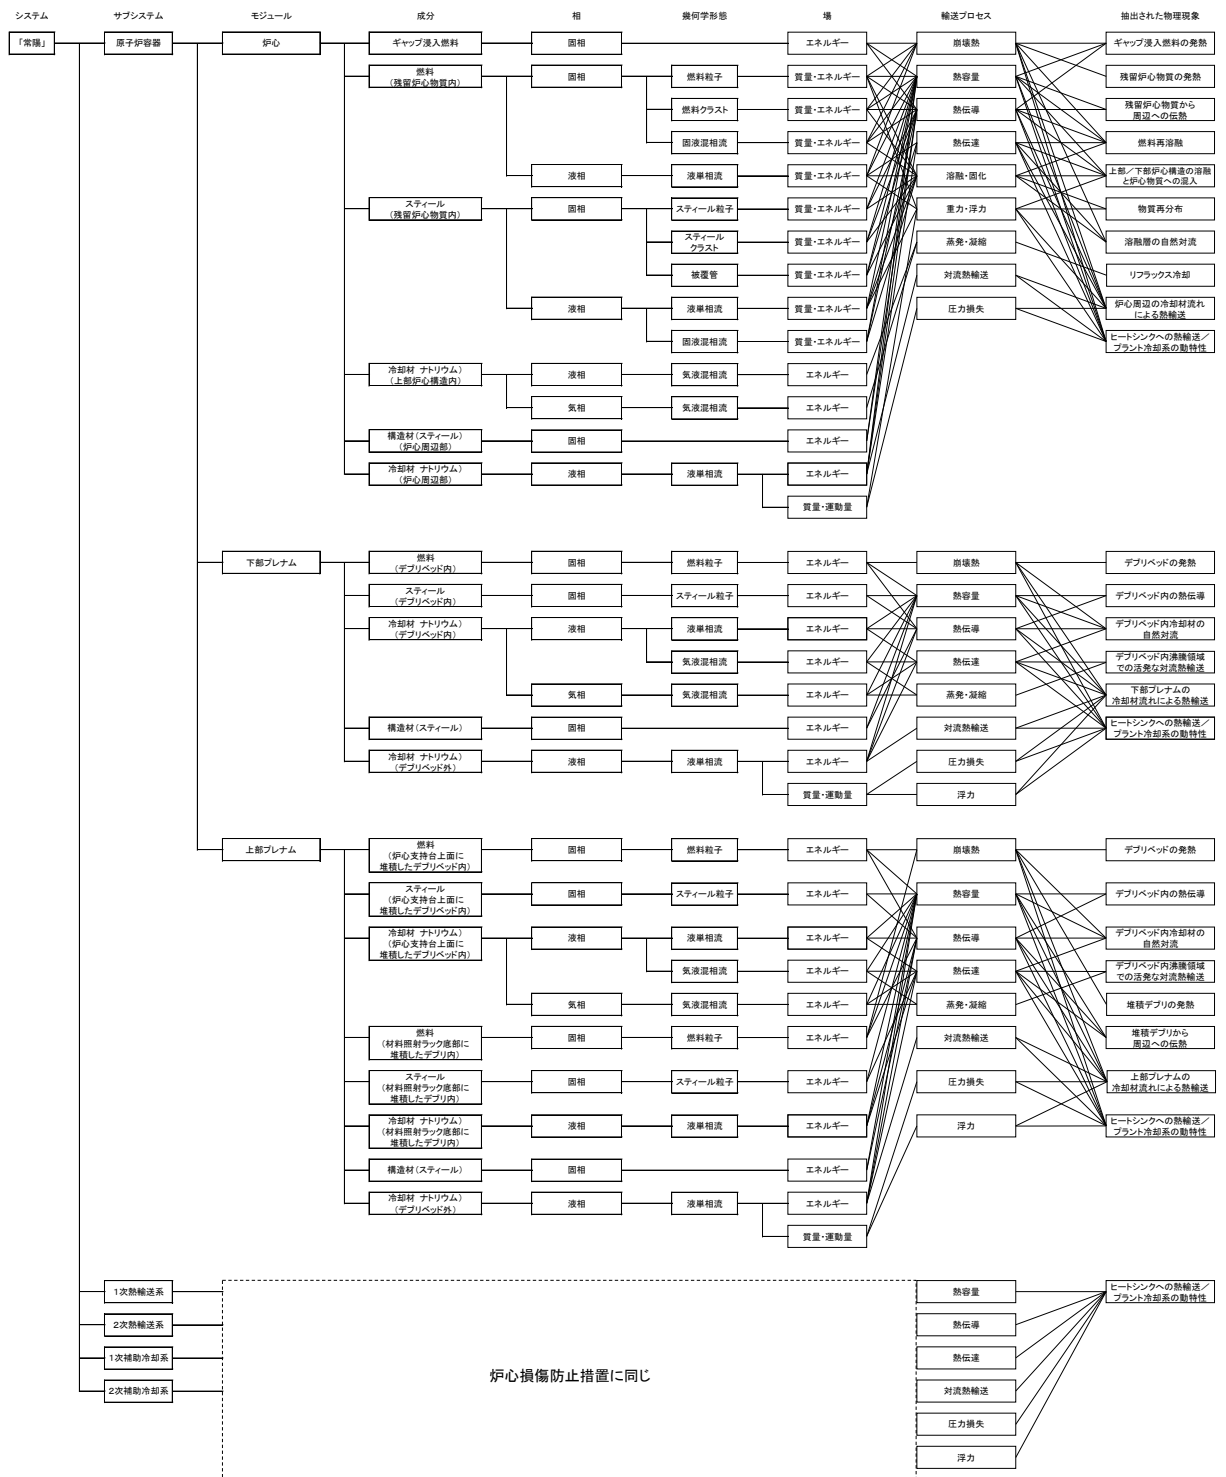 システム
サブシステム
モジュール
成分
相
幾何学形態
場
輸送プロセス
抽出された物理現象
「常陽」
原子炉容器
炉心
ギャップ浸入燃料
固相
エネルギー
崩壊熱
ギャップ浸入燃料の発熱
燃料
(残留炉心物質内)
固相
燃料粒子
質量・エネルギー
熱容量
残留炉心物質の発熱
燃料クラスト
質量・エネルギー
熱伝導
残留炉心物質から
周辺への伝熱
固液混相流
質量・エネルギー
熱伝達
燃料再溶融
液相
液単相流
質量・エネルギー
溶融・固化
上部/下部炉心構造の溶融
と炉心物質への混入
スティール
(残留炉心物質内)
固相
スティール粒子
質量・エネルギー
重力・浮力
物質再分布
スティール
クラスト
質量・エネルギー
蒸発・凝縮
溶融層の自然対流
被覆管
質量・エネルギー
対流熱輸送
リフラックス冷却
液相
液単相流
質量・エネルギー
圧力損失
炉心周辺の冷却材流れ
による熱輸送
固液混相流
質量・エネルギー
ヒートシンクへの熱輸送/
プラント冷却系の動特性
冷却材 ナトリウム)
(上部炉心構造内)
液相
気液混相流
エネルギー
気相
気液混相流
エネルギー
構造材(スティール)
(炉心周辺部)
固相
エネルギー
冷却材 ナトリウム)
(炉心周辺部)
液相
液単相流
エネルギー
質量・運動量
下部プレナム
燃料
(デブリベッド内)
固相
燃料粒子
エネルギー
崩壊熱
デブリベッドの発熱
スティール
(デブリベッド内)
固相
スティール粒子
エネルギー
熱容量
デブリベッド内の熱伝導
冷却材 ナトリウム)
(デブリベッド内)
液相
液単相流
エネルギー
熱伝導
デブリベッド内冷却材の
自然対流
気液混相流
エネルギー
熱伝達
デブリベッド内沸騰領域
での活発な対流熱輸送
気相
気液混相流
エネルギー
蒸発・凝縮
下部プレナムの
冷却材流れによる熱輸送
構造材(スティール)
固相
エネルギー
対流熱輸送
ヒートシンクへの熱輸送/
プラント冷却系の動特性
冷却材 ナトリウム)
(デブリベッド外)
液相
液単相流
エネルギー
圧力損失
質量・運動量
浮力
上部プレナム
燃料
(炉心支持台上面に
堆積したデブリベッド内)
固相
燃料粒子
エネルギー
崩壊熱
デブリベッドの発熱
スティール
(炉心支持台上面に
堆積したデブリベッド内)
固相
スティール粒子
エネルギー
熱容量
デブリベッド内の熱伝導
冷却材 ナトリウム)
(炉心支持台上面に
堆積したデブリベッド内)
液相
液単相流
エネルギー
熱伝導
デブリベッド内冷却材の
自然対流
気液混相流
エネルギー
熱伝達
デブリベッド内沸騰領域
での活発な対流熱輸送
気相
気液混相流
エネルギー
蒸発・凝縮
堆積デブリの発熱
燃料
(材料照射ラック底部に
堆積したデブリ内)
固相
燃料粒子
エネルギー
対流熱輸送
堆積デブリから
周辺への伝熱
スティール
(材料照射ラック底部に
堆積したデブリ内)
固相
スティール粒子
エネルギー
圧力損失
上部プレナムの
冷却材流れによる熱輸送
冷却材 ナトリウム)
(材料照射ラック底部に
堆積したデブリ内)
液相
液単相流
エネルギー
浮力
ヒートシンクへの熱輸送/
プラント冷却系の動特性
構造材(スティール)
固相
エネルギー
冷却材 ナトリウム)
(デブリベッド外)
液相
液単相流
エネルギー
質量・運動量
1次熱輸送系
熱容量
ヒートシンクへの熱輸送/
プラント冷却系の動特性
2次熱輸送系
熱伝導
1次補助冷却系
熱伝達
炉心損傷防止措置に同じ
2次補助冷却系
対流熱輸送
圧力損失
浮力